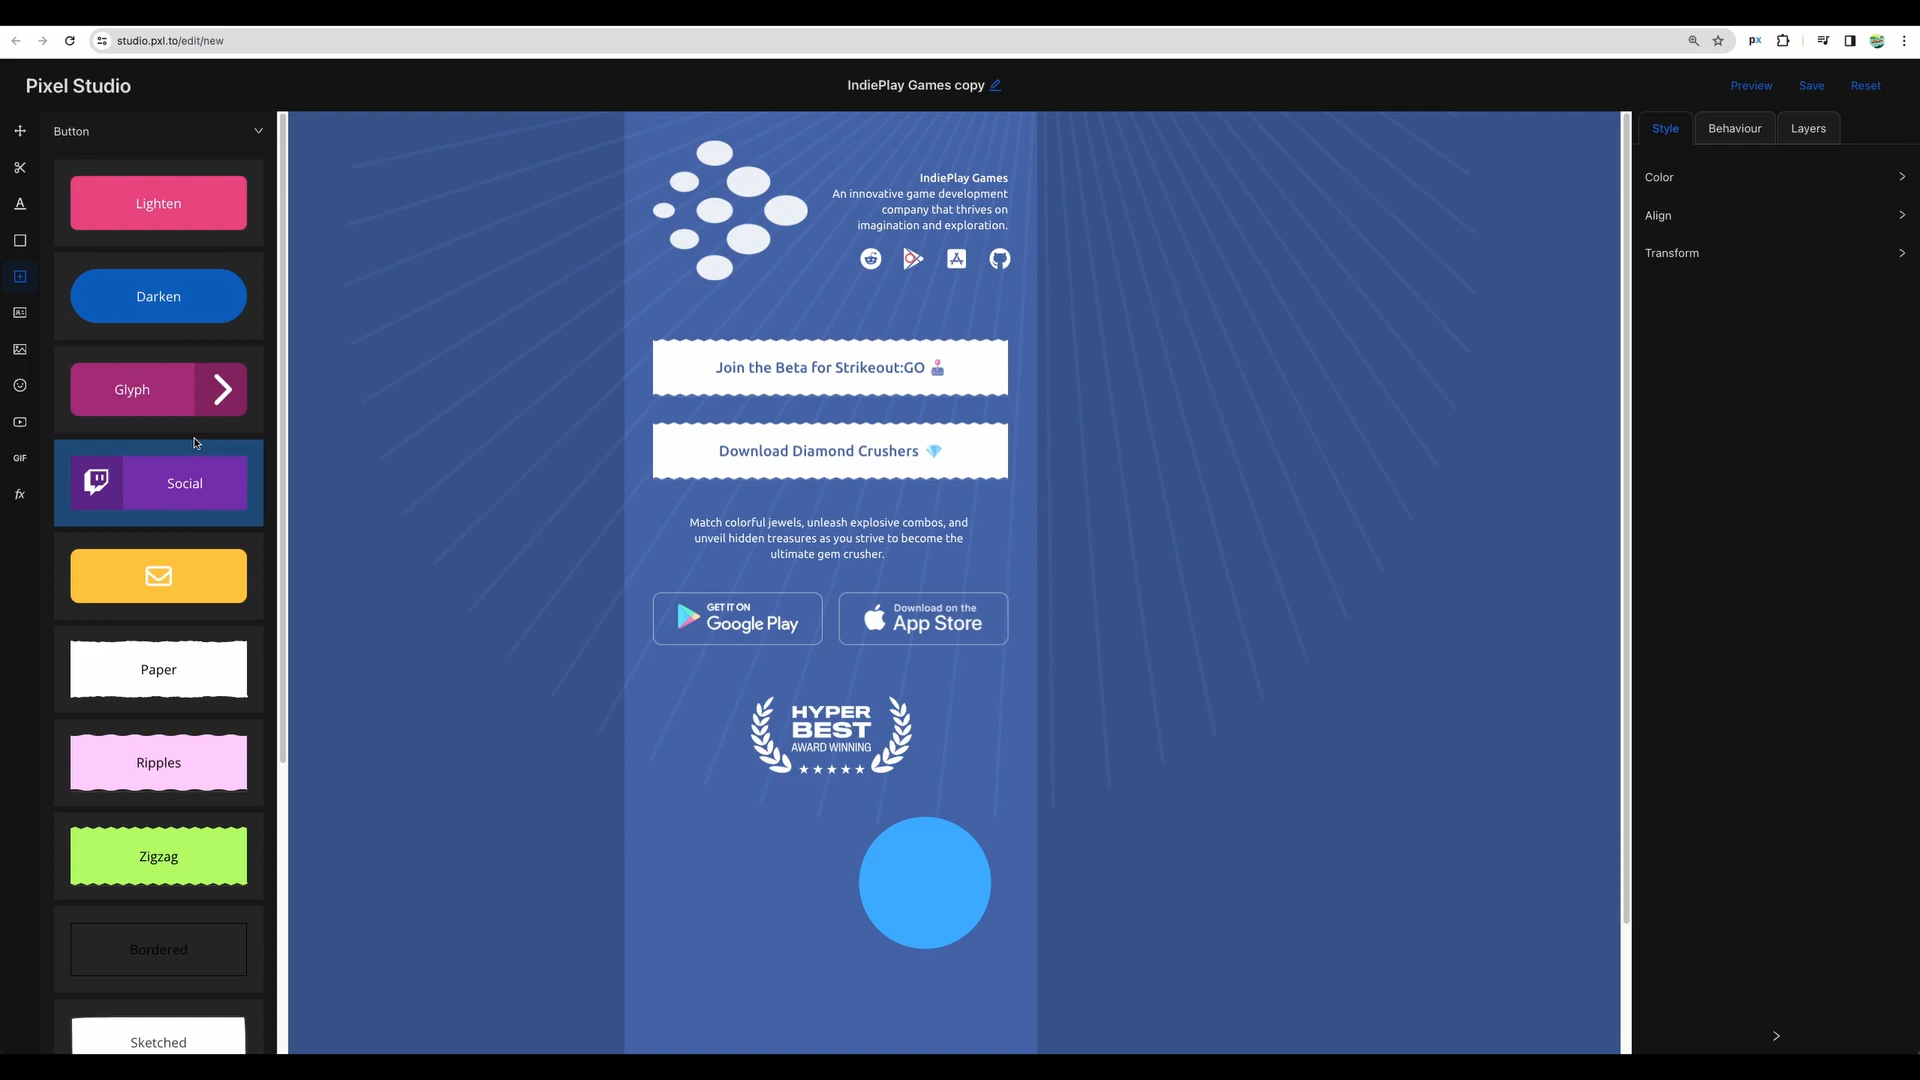 studio.pxl.to/edit/new
px
Pixel Studio
IndiePlay Games copy
Preview
Save
Reset
Button
Lighten
Darken
Glyph
Social
Paper
Ripples
Zigzag
Bordered
Sketched
GIF
fx
IndiePlay Games
An innovative game development
company that thrives on
imagination and exploration.
Join the Beta for Strikeout:GO 🕹️
Download Diamond Crushers 💎
Match colorful jewels, unleash explosive combos, and
unveil hidden treasures as you strive to become the
ultimate gem crusher.
GET IT ON
Google Play
Download on the
App Store
HYPER
BEST
AWARD WINNING
Style
Behaviour
Layers
Color
Align
Transform